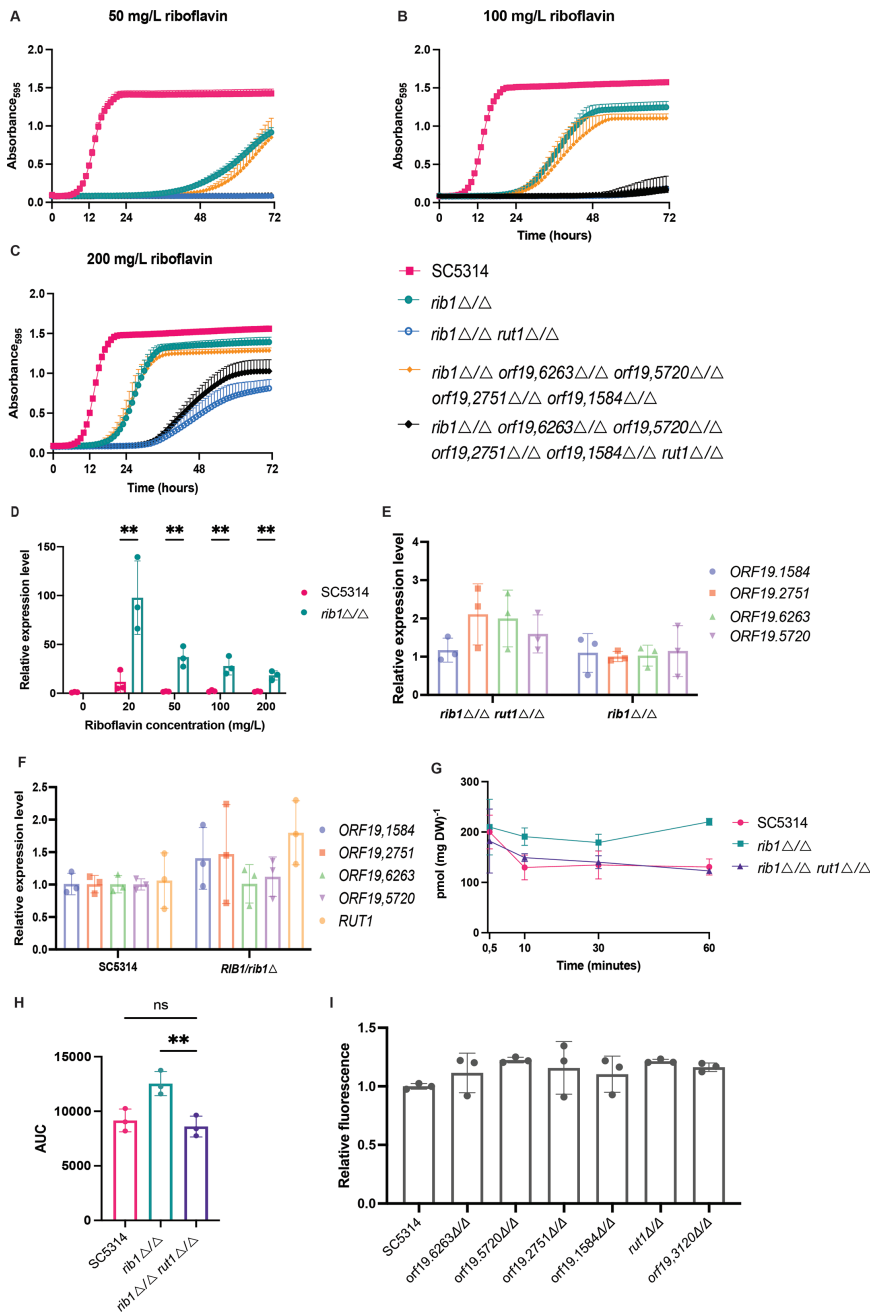 A
50 mg/L riboflavin
Absorbance595
2.0
1.5
1.0
0.5
0.0
0
12
24
48
72
B
100 mg/L riboflavin
Absorbance595
2.0
1.5
1.0
0.5
0.0
0
12
24
48
72
Time (hours)
C
200 mg/L riboflavin
Absorbance595
2.0
1.5
1.0
0.5
0.0
0
12
24
48
72
Time (hours)
SC5314
rib1△/△
rib1△/△ rut1△/△
rib1△/△ orf19,6263△/△ orf19,5720△/△
orf19,2751△/△ orf19,1584△/△
rib1△/△ orf19,6263△/△ orf19,5720△/△
orf19,2751△/△ orf19,1584△/△ rut1△/△
D
Relative expression level
150
100
50
0
** ** ** **
0
20
50
100
200
Riboflavin concentration (mg/L)
SC5314
rib1△/△
E
Relative expression level
4
3
2
1
0
rib1△/△ rut1△/△
rib1△/△
ORF19.1584
ORF19.2751
ORF19.6263
ORF19.5720
F
Relative expression level
2.5
2.0
1.5
1.0
0.5
0.0
SC5314
RIB1/rib1△
ORF19,1584
ORF19,2751
ORF19,6263
ORF19,5720
RUT1
G
pmol (mg DW)-1
300
200
100
0
0,5
10
30
60
Time (minutes)
SC5314
rib1△/△
rib1△/△ rut1△/△
H
ns
**
AUC
15000
10000
5000
0
SC5314
rib1△/△
rib1△/△ rut1△/△
I
Relative fluorescence
1.5
1.0
0.5
0.0
SC5314
orf19.6263Δ/Δ
orf19.5720Δ/Δ
orf19.2751Δ/Δ
orf19.1584Δ/Δ
rut1Δ/Δ
orf19,3120Δ/Δ